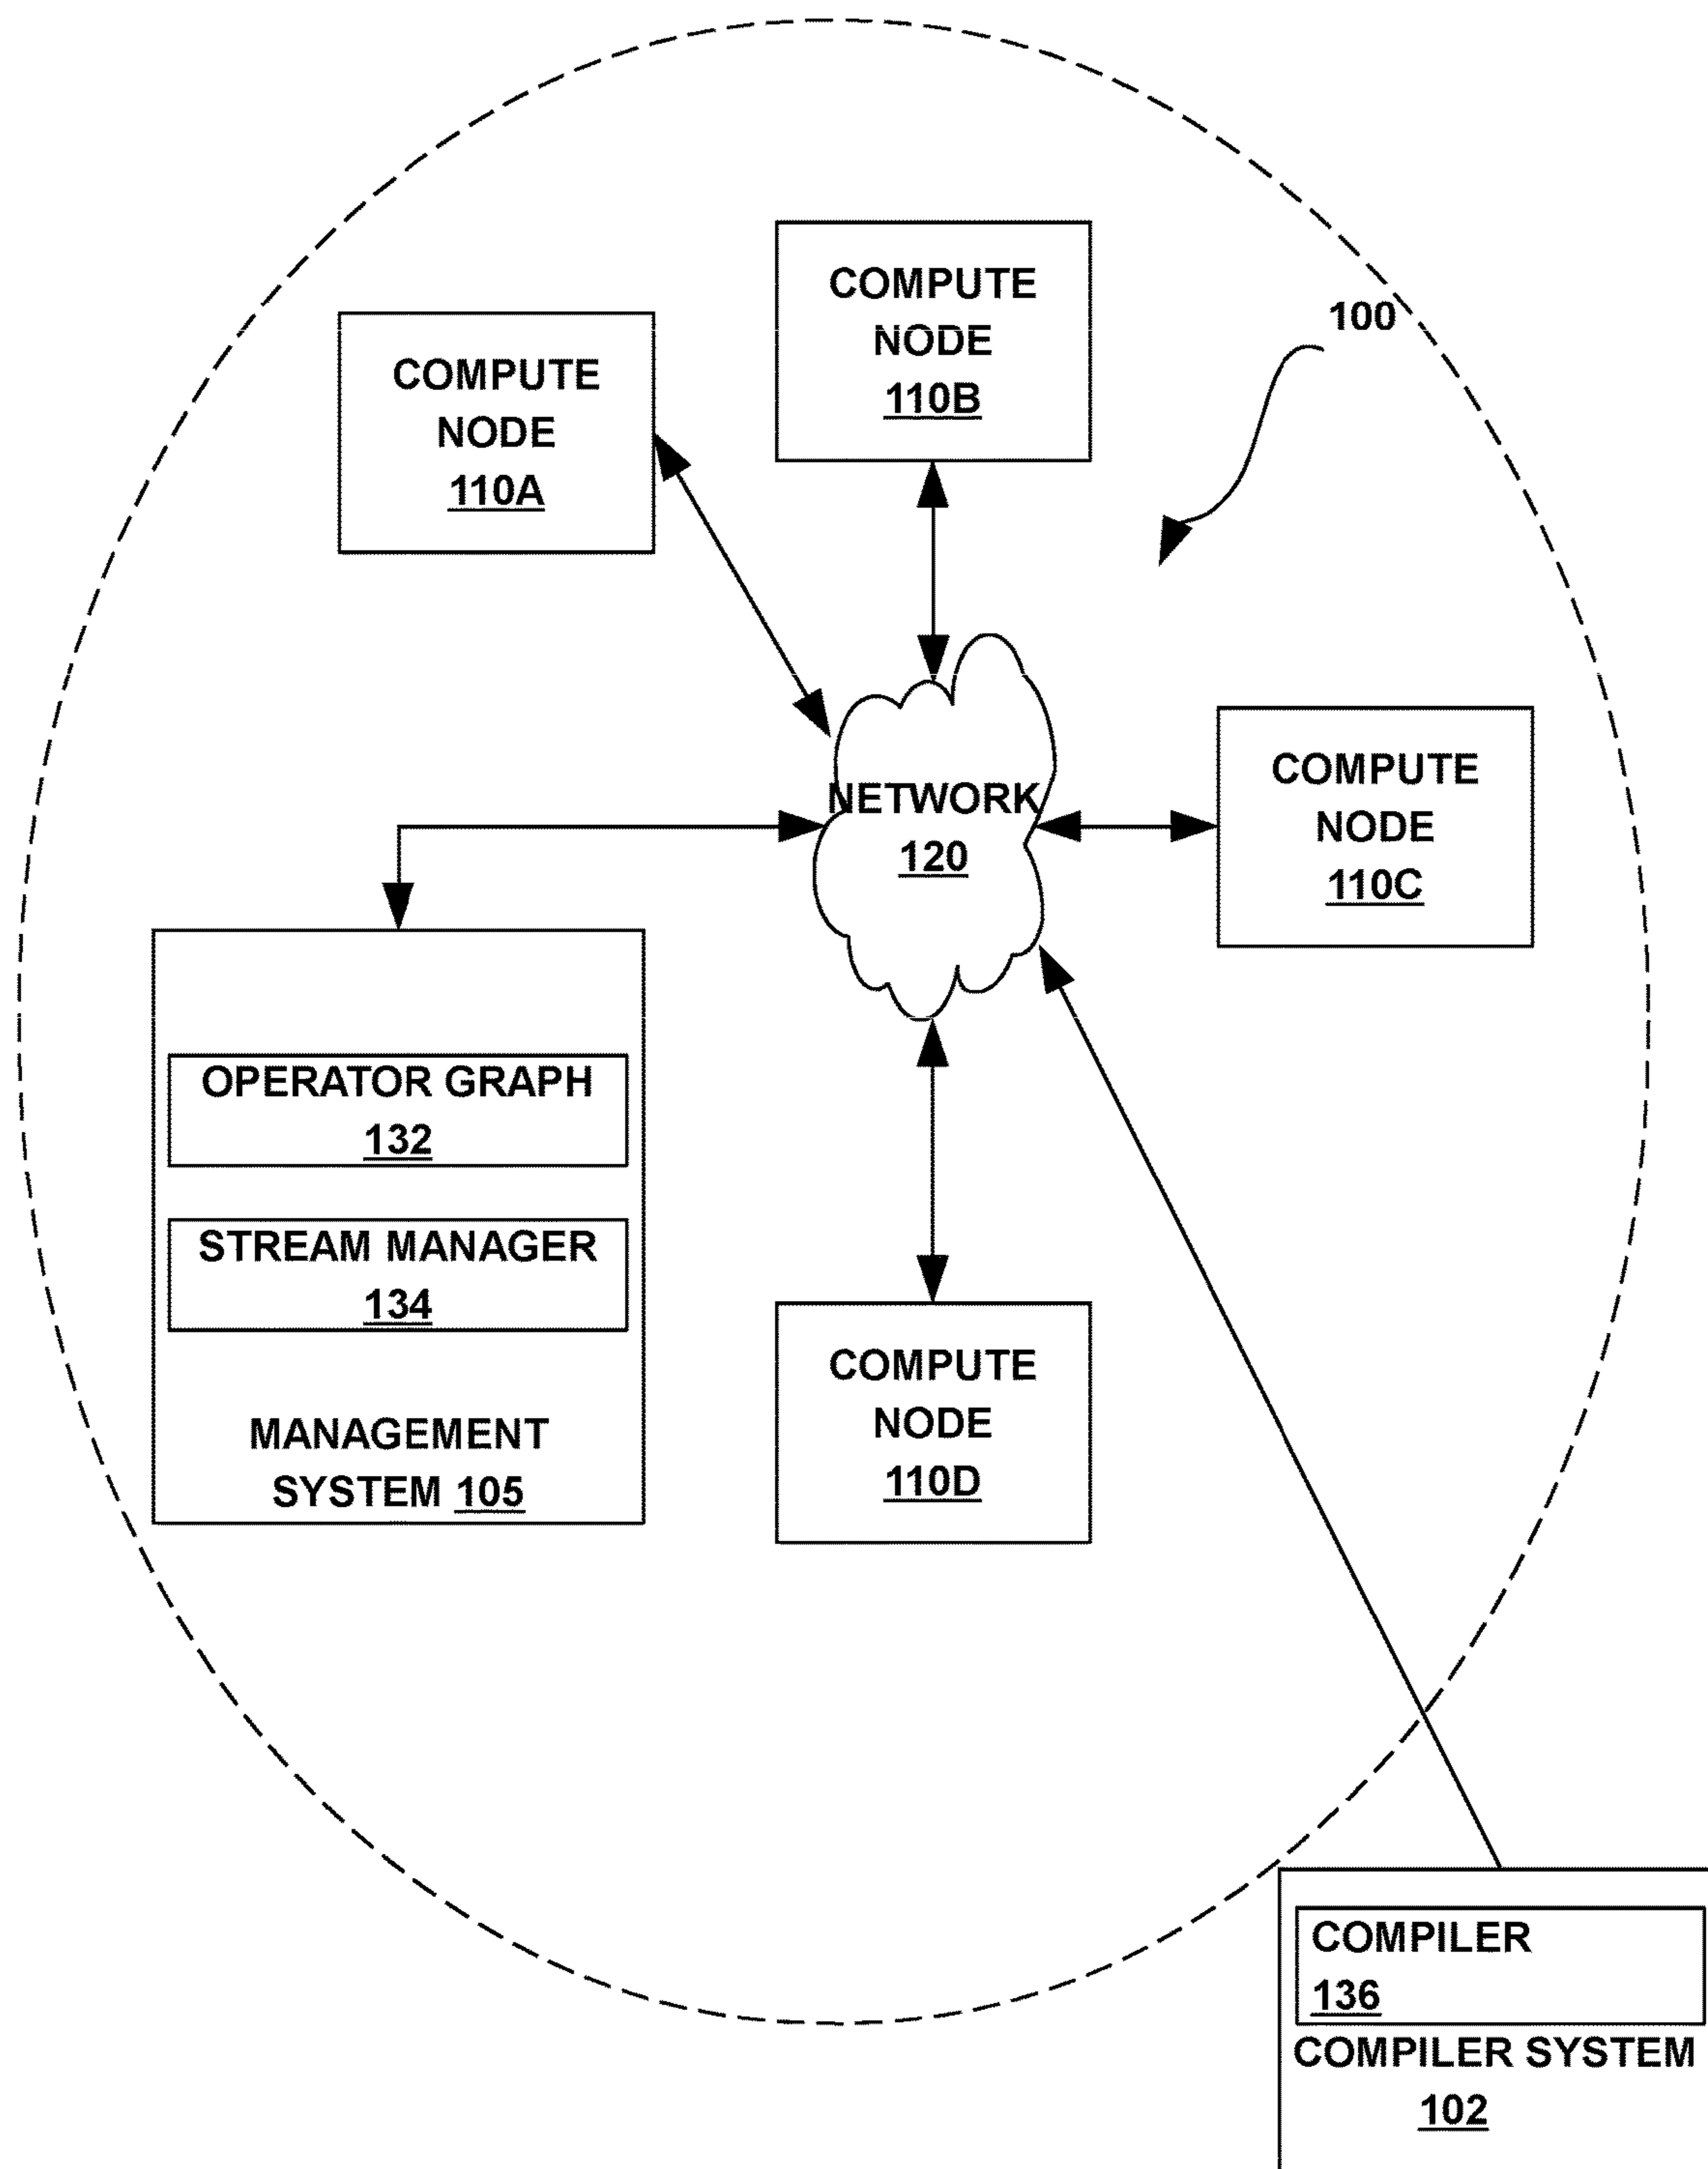 COMPUTE
NODE
110B
100
COMPUTE
NODE
110A
NETWORK
120
COMPUTE
NODE
110C
OPERATOR GRAPH
132
STREAM MANAGER
134
MANAGEMENT
SYSTEM 105
COMPUTE
NODE
110D
COMPILER
136
COMPILER SYSTEM
102